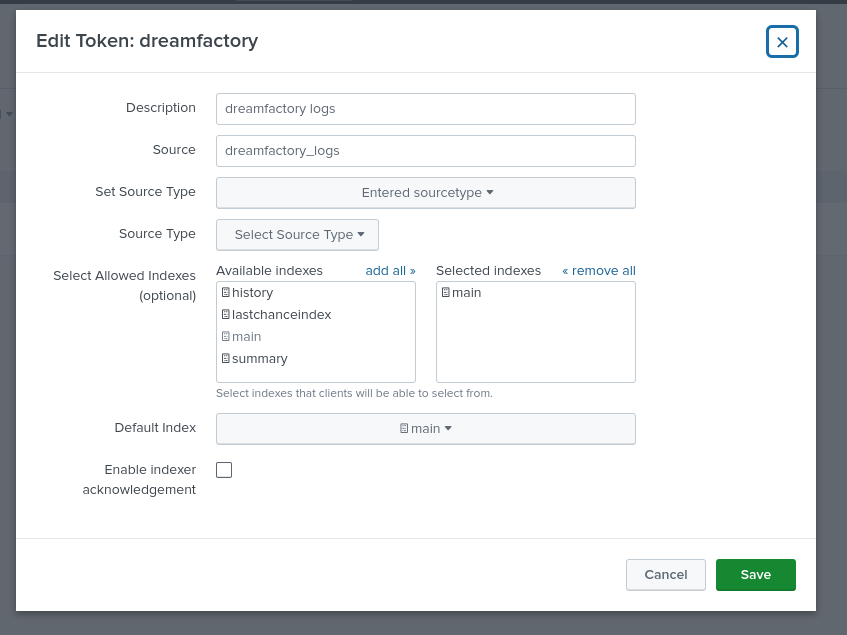 Edit Token: dreamfactory
Description
dreamfactory logs
Source
dreamfactory_logs
Set Source Type
Entered sourcetype
Source Type
Select Source Type
Select Allowed Indexes
(optional)
Available indexes
add all »
Selected indexes
« remove all
history
lastchanceindex
main
summary
main
Select indexes that clients will be able to select from.
Default Index
main
Enable indexer
acknowledgement
Cancel
Save